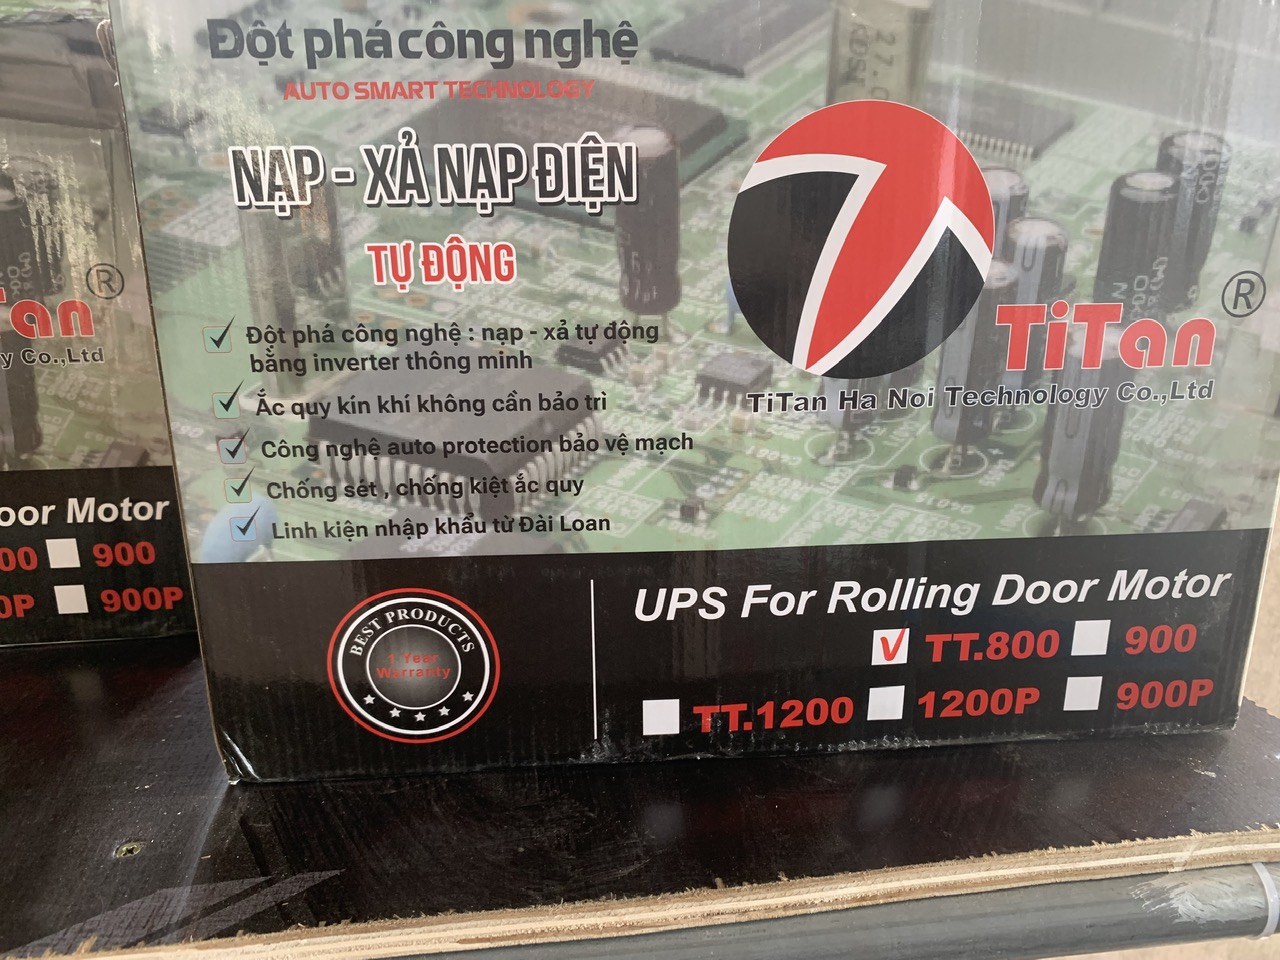 Đột phá công nghệ
AUTO SMART TECHNOLOGY
NẠP - XẢ NẠP ĐIỆN
TỰ ĐỘNG
Đột phá công nghệ : nạp - xả tự động
bằng inverter thông minh
Ắc quy kín khí không cần bảo trì
Công nghệ auto protection bảo vệ mạch
Chống sét , chống kiệt ắc quy
Linh kiện nhập khẩu từ Đài Loan
TiTan ®
TiTan Ha Noi Technology Co.,Ltd
BEST PRODUCTS
1 Year
Warranty
UPS For Rolling Door Motor
TT.800 900
TT.1200 1200P 900P
Tan ®
y Co.,Ltd
oor Motor
00 900
0P 900P